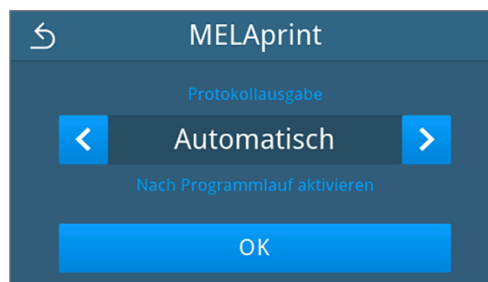 MELAprint
Protokollausgabe
Automatisch
Nach Programmlauf aktivieren
OK